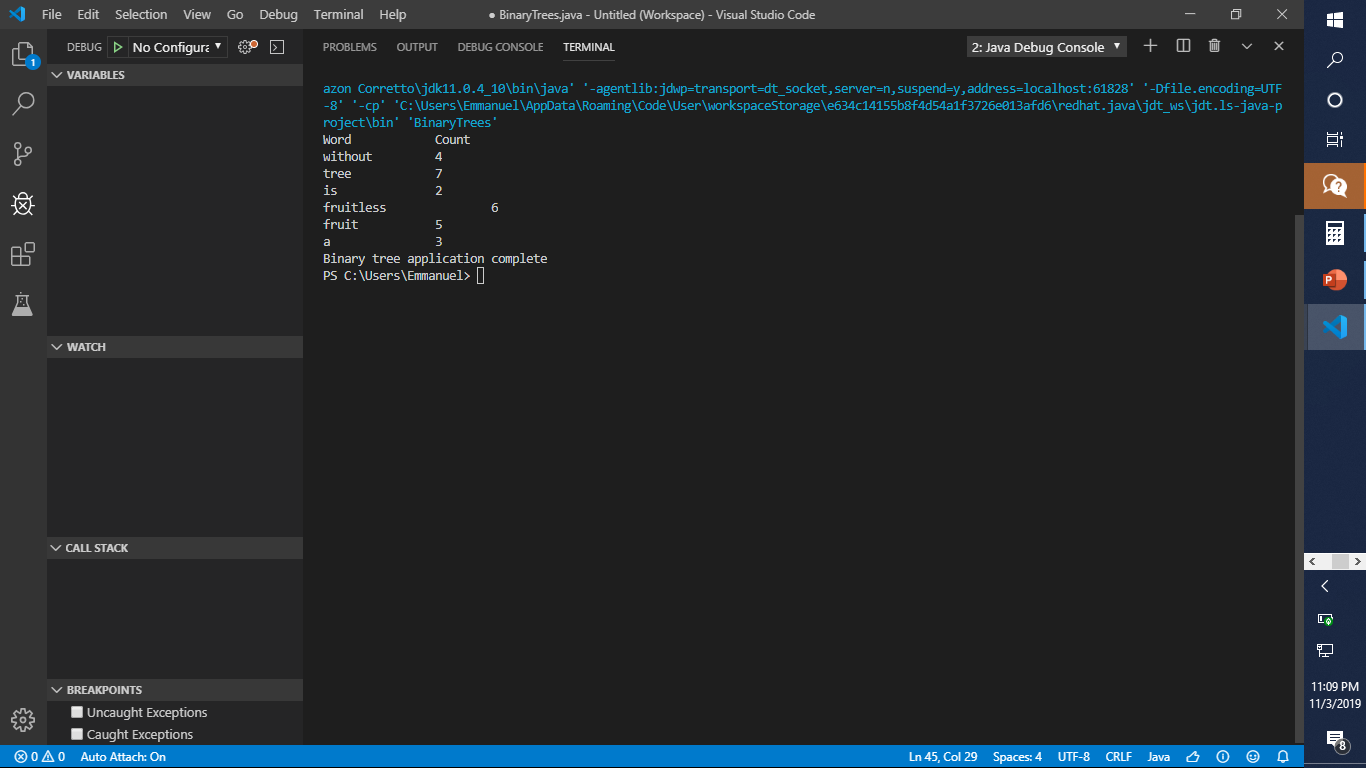 File Edit Selection View Go Debug Terminal Help
● BinaryTrees.java - Untitled (Workspace) - Visual Studio Code
1
DEBUG No Configura
VARIABLES
WATCH
CALL STACK
BREAKPOINTS
Uncaught Exceptions
Caught Exceptions
PROBLEMS OUTPUT DEBUG CONSOLE TERMINAL
2: Java Debug Console
azon Corretto\jdk11.0.4_10\bin\java' '-agentlib:jdwp=transport=dt_socket,server=n,suspend=y,address=localhost:61828' '-Dfile.encoding=UTF
-8' '-cp' 'C:\Users\Emmanuel\AppData\Roaming\Code\User\workspaceStorage\e634c14155b8f4d54a1f3726e013afd6\redhat.java\jdt_ws\jdt.ls-java-p
roject\bin' 'BinaryTrees'
Word Count
without 4
tree 7
is 2
fruitless 6
fruit 5
a 3
Binary tree application complete
PS C:\Users\Emmanuel>
0 0 Auto Attach: On
Ln 45, Col 29 Spaces: 4 UTF-8 CRLF Java
?
P
11:09 PM
11/3/2019
8